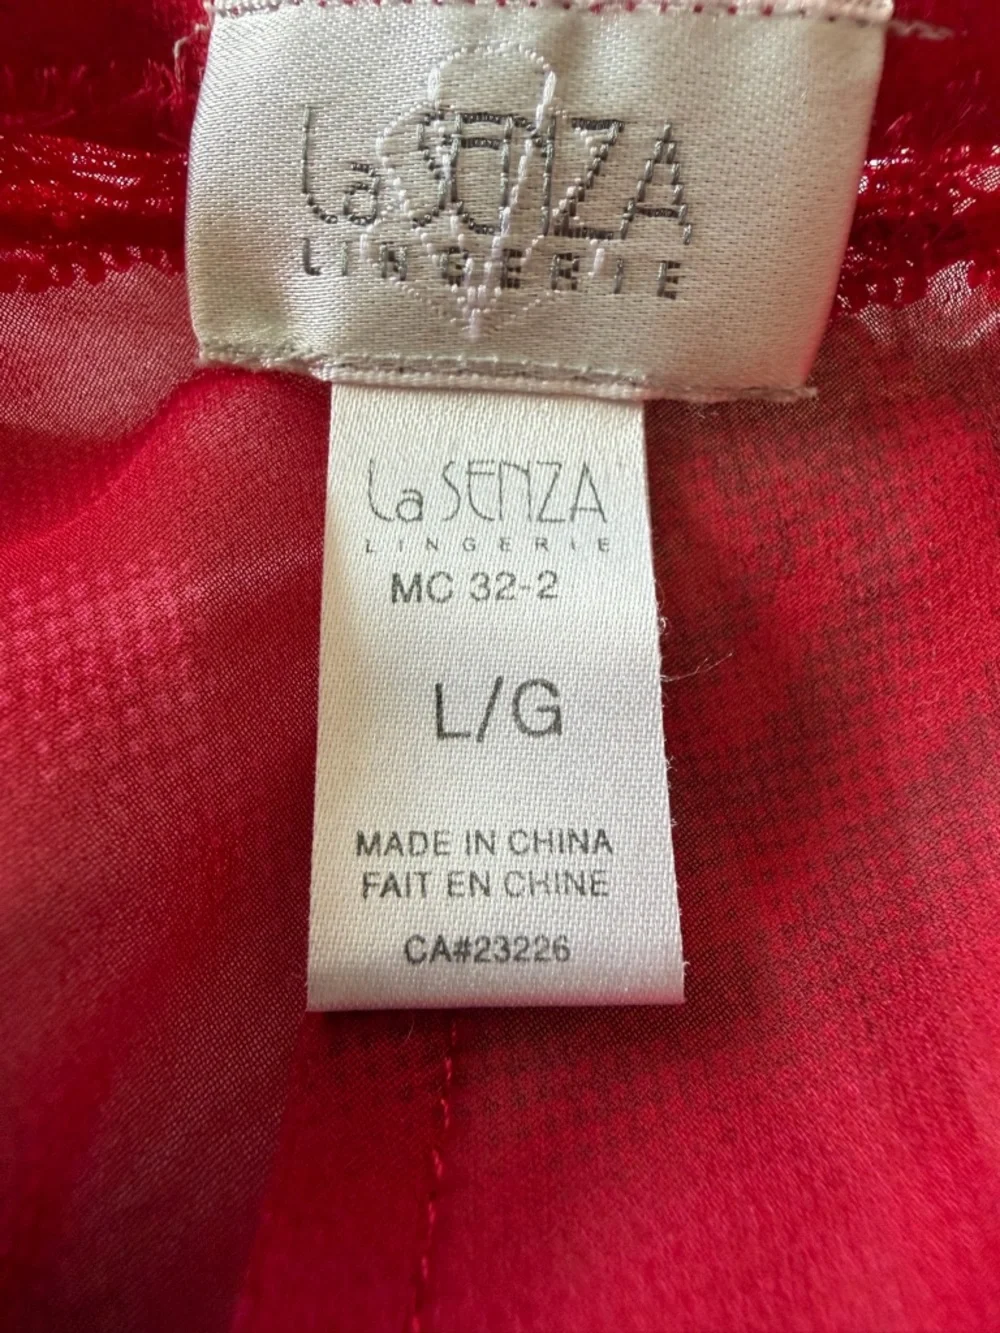 La SENZA
LINGERIE
La SENZA
LINGERIE
MC 32-2
L/G
MADE IN CHINA
FAIT EN CHINE
CA#23226